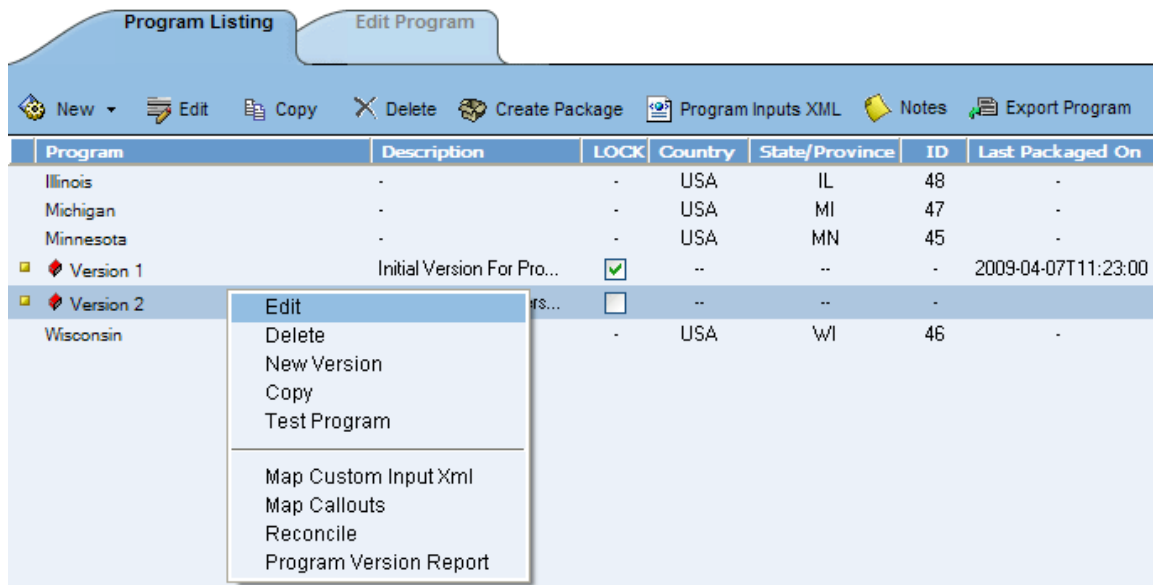 Program Listing Edit Program
New Edit Copy Delete Create Package Program Inputs XML Notes Export Program
Program Description LOCK Country State/Province ID Last Packaged On
Illinois - - USA IL 48 -
Michigan - - USA MI 47 -
Minnesota - - USA MN 45 -
Version 1 Initial Version For Pro... -- -- - 2009-04-07T11:23:00
Version 2 -- -- -
Wisconsin - USA WI 46 -
Edit
Delete
New Version
Copy
Test Program
Map Custom Input Xml
Map Callouts
Reconcile
Program Version Report